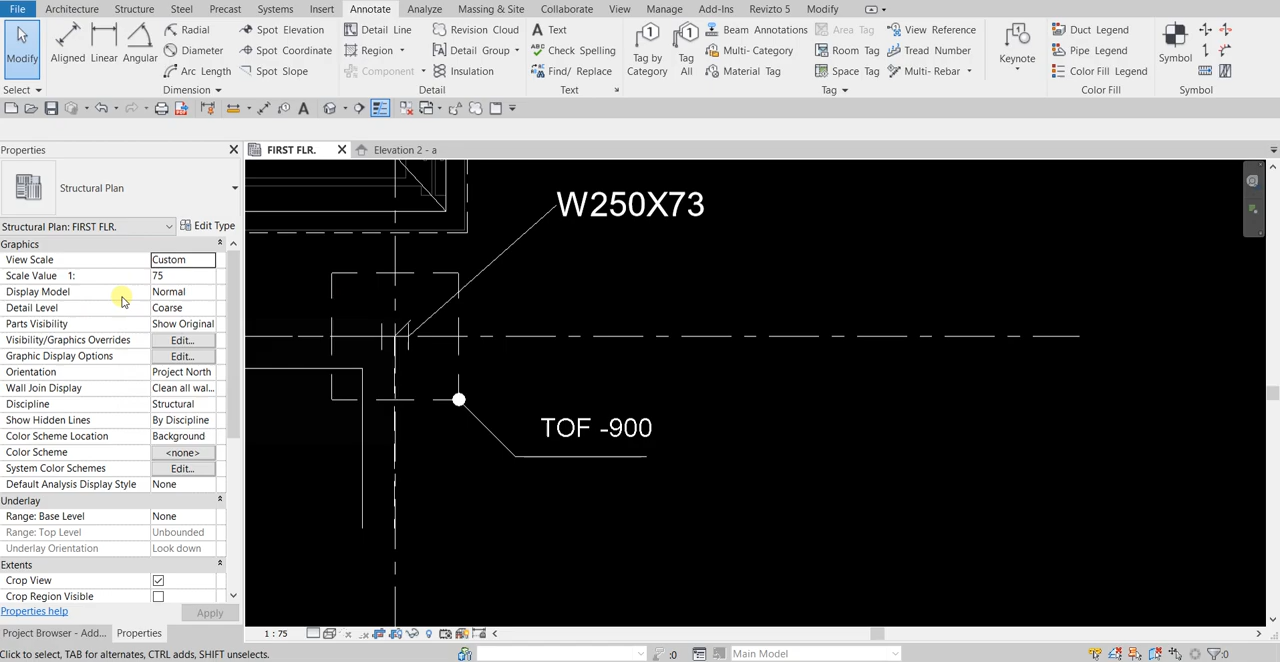 File Architecture Structure Steel Precast Systems Insert Annotate Analyze Massing & Site Collaborate View Manage Add-Ins Revizto 5 Modify
Modify
Select
Aligned Linear Angular
Radial
Diameter
Arc Length
Spot Elevation
Spot Coordinate
Spot Slope
Dimension
Detail Line
Region
Component
Revision Cloud
Detail Group
Insulation
Detail
Text
Check Spelling
Find/ Replace
Text
Tag by Category
Tag All
Beam Annotations
Multi- Category
Material Tag
Area Tag
Room Tag
Space Tag
View Reference
Tread Number
Multi- Rebar
Tag
Keynote
Duct Legend
Pipe Legend
Color Fill Legend
Color Fill
Symbol
Symbol
Properties
FIRST FLR.
Elevation 2 - a
Structural Plan
Structural Plan: FIRST FLR.
Edit Type
Graphics
View Scale Custom
Scale Value 1: 75
Display Model Normal
Detail Level Coarse
Parts Visibility Show Original
Visibility/Graphics Overrides Edit...
Graphic Display Options Edit...
Orientation Project North
Wall Join Display Clean all wal...
Discipline Structural
Show Hidden Lines By Discipline
Color Scheme Location Background
Color Scheme <none>
System Color Schemes Edit...
Default Analysis Display Style None
Underlay
Range: Base Level None
Range: Top Level Unbounded
Underlay Orientation Look down
Extents
Crop View
Crop Region Visible
Properties help
Apply
Project Browser - Add... Properties
W250X73
TOF -900
1 : 75
Click to select, TAB for alternates, CTRL adds, SHIFT unselects.
:0
Main Model
:0